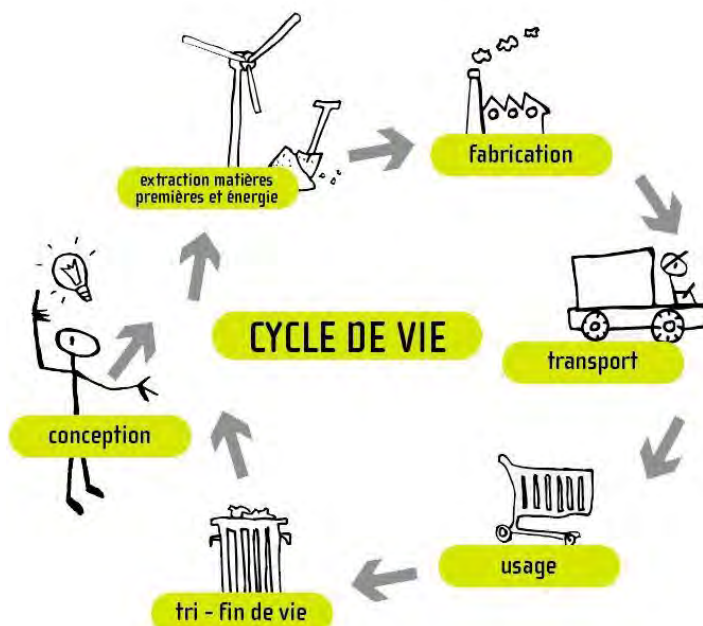 extraction matières
premières et énergie
fabrication
CYCLE DE VIE
transport
conception
usage
tri - fin de vie